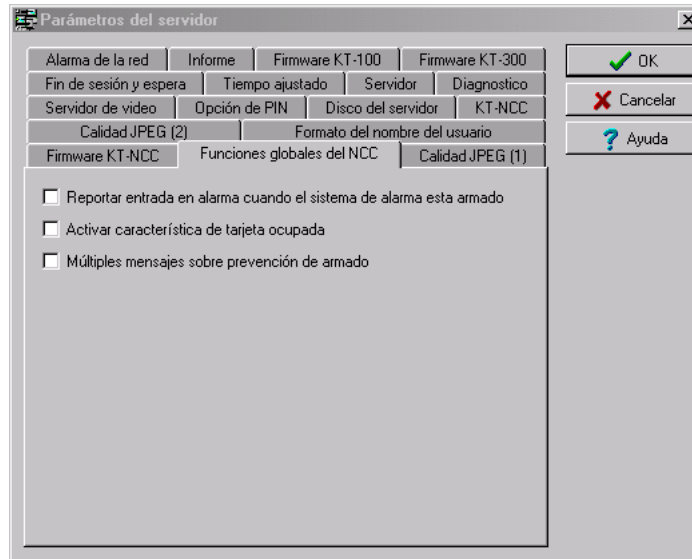 Parámetros del servidor
Alarma de la red Informe Firmware KT-100 Firmware KT-300
Fin de sesión y espera Tiempo ajustado Servidor Diagnostico
Servidor de video Opción de PIN Disco del servidor KT-NCC
Calidad JPEG (2) Formato del nombre del usuario
Firmware KT-NCC Funciones globales del NCC Calidad JPEG (1)
Reportar entrada en alarma cuando el sistema de alarma esta armado
Activar característica de tarjeta ocupada
Múltiples mensajes sobre prevención de armado
OK
Cancelar
Ayuda